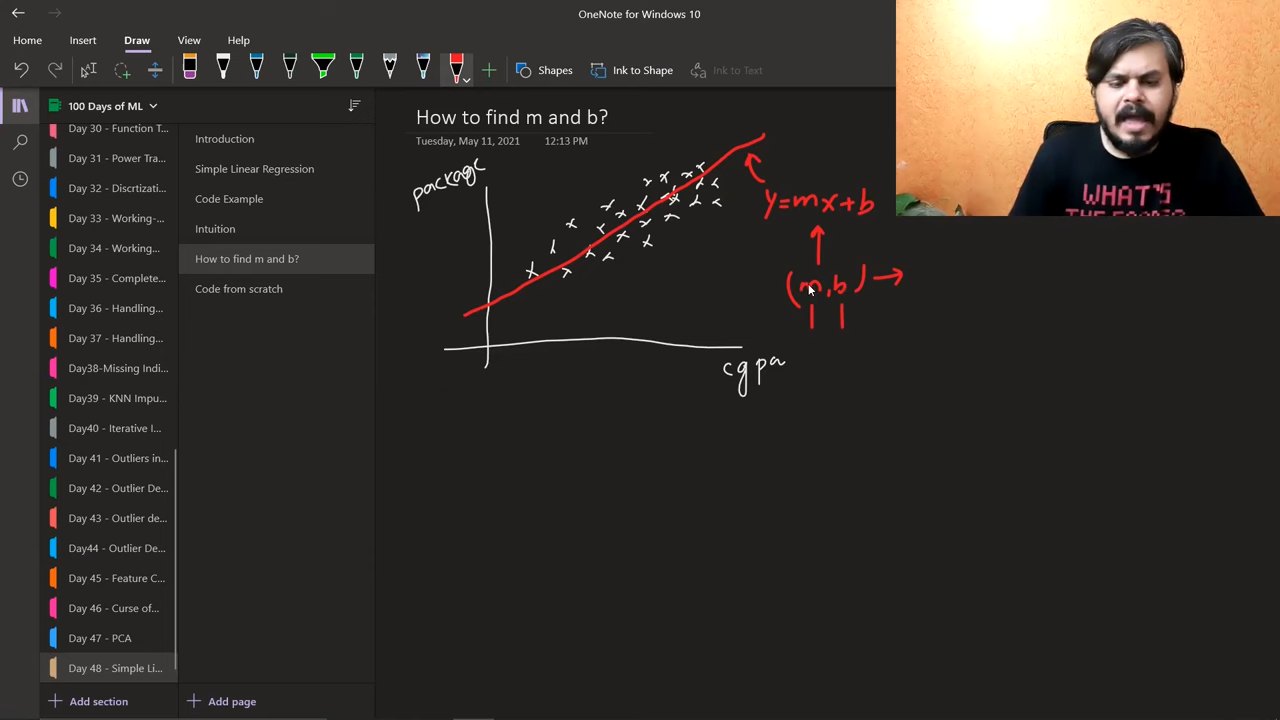 OneNote for Windows 10
Home Insert Draw View Help
Shapes Ink to Shape Ink to Text
100 Days of ML
Day 30 - Function T...
Day 31 - Power Tra...
Day 32 - Discrtizati...
Day 33 - Working-...
Day 34 - Working...
Day 35 - Complete...
Day 36 - Handling...
Day 37 - Handling...
Day38-Missing Indi...
Day39 - KNN Impu...
Day40 - Iterative I...
Day 41 - Outliers in...
Day 42 - Outlier De...
Day 43 - Outlier de...
Day44 - Outlier De...
Day 45 - Feature C...
Day 46 - Curse of...
Day 47 - PCA
Day 48 - Simple Li...
Add section
Introduction
Simple Linear Regression
Code Example
Intuition
How to find m and b?
Code from scratch
Add page
How to find m and b?
Tuesday, May 11, 2021 12:13 PM
package
y=mx+b
(m,b)
cgpa
WHAT'S
THE